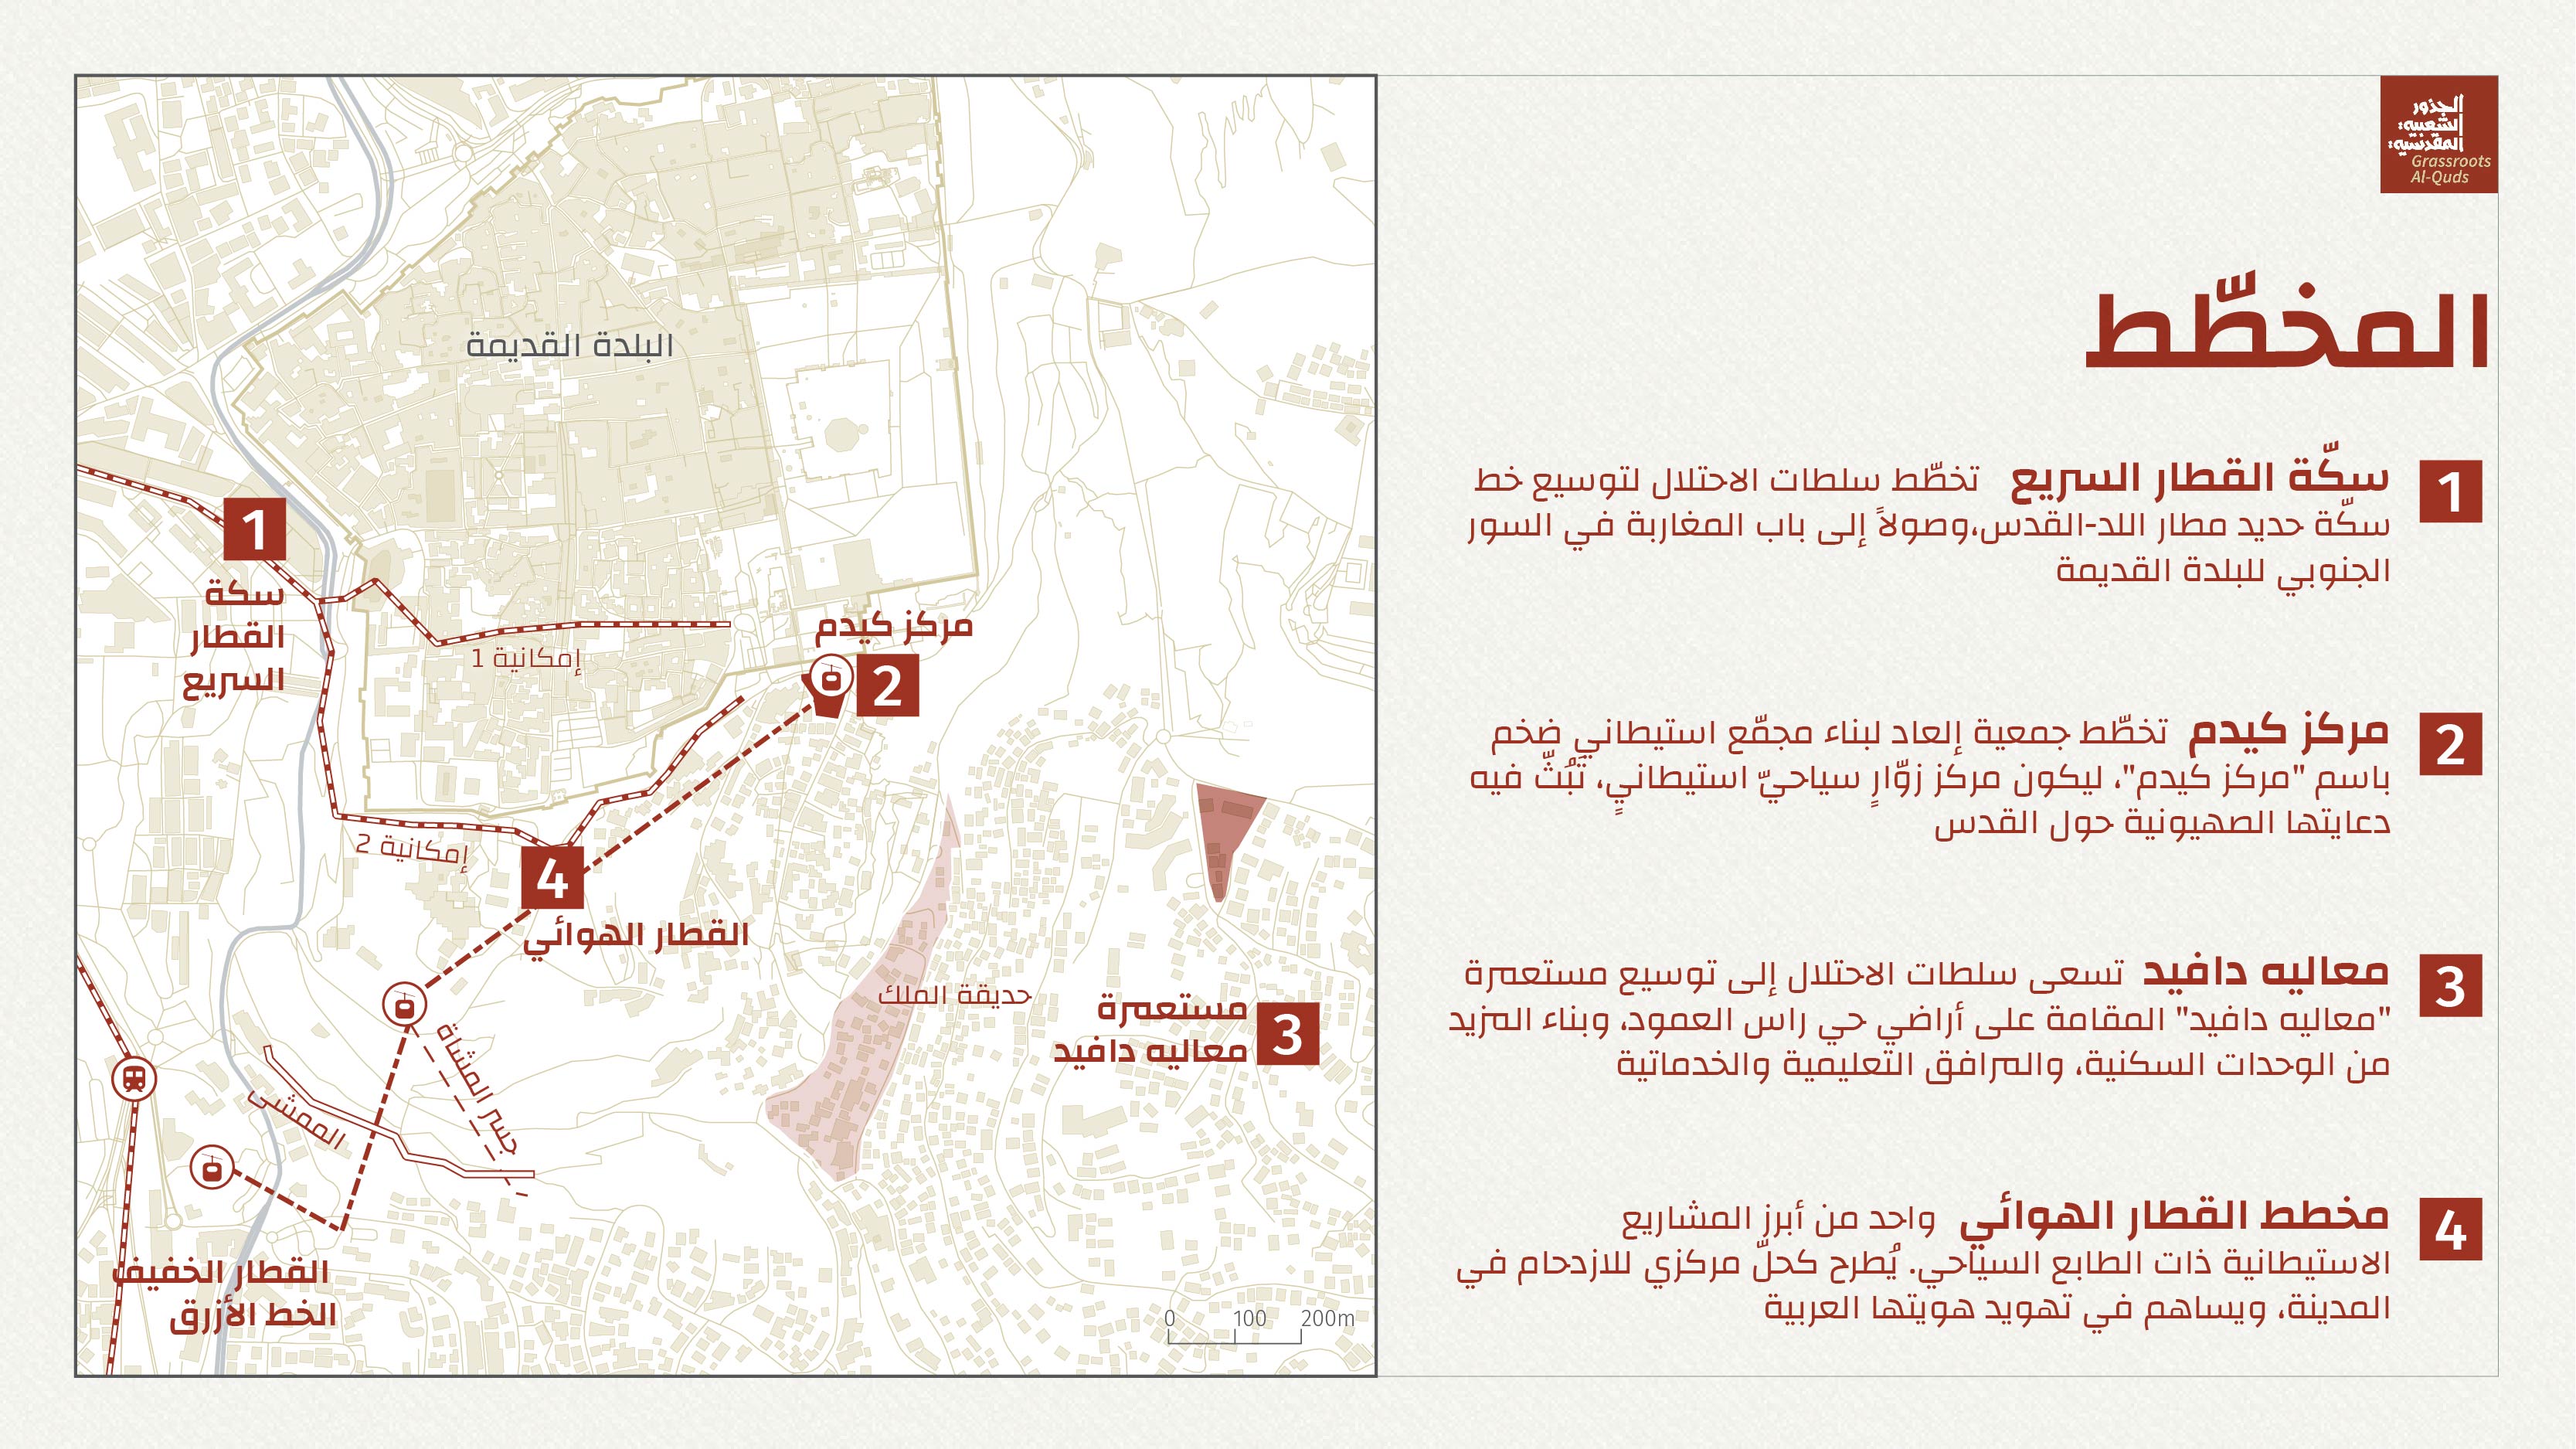 الجذور
الشعبية
المقدسية
Grassroots
Al-Quds
المخطّط
1 سكّة القطار السريع تخطّط سلطات الاحتلال لتوسيع خط
سكّة حديد مطار اللد-القدس،وصولاً إلى باب المغاربة في السور
الجنوبي للبلدة القديمة
2 مركز كيدم تخطّط جمعية إلعاد لبناء مجمّع استيطاني ضخم
باسم "مركز كيدم"، ليكون مركز زوّارٍ سياحيّ استيطانيٍ، تَبُثّ فيه
دعايتها الصهيونية حول القدس
3 معاليه دافيد تسعى سلطات الاحتلال إلى توسيع مستعمرة
"معاليه دافيد" المقامة على أراضي حي راس العمود، وبناء المزيد
من الوحدات السكنية، والمرافق التعليمية والخدماتية
4 مخطط القطار الهوائي واحد من أبرز المشاريع
الاستيطانية ذات الطابع السياحي. يُطرح كحلّ مركزي للازدحام في
المدينة، ويساهم في تهويد هويتها العربية
البلدة القديمة
1
سكة
القطار
السريع
إمكانية 1
مركز كيدم
2
إمكانية 2
4
القطار الهوائي
حديقة الملك
3
مستعمرة
معاليه دافيد
جسر المشاة
الممشى
القطار الخفيف
الخط الأزرق
0 100 200m